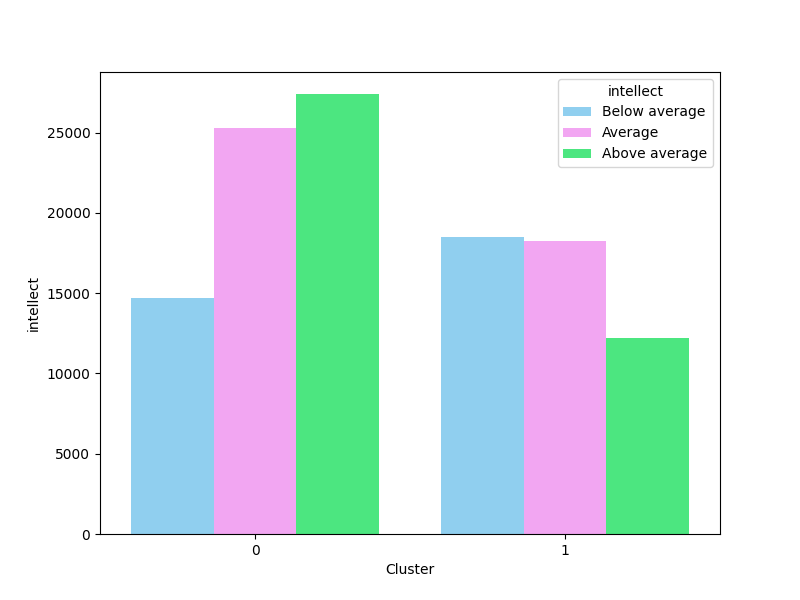 intellect
Below average
Average
Above average
25000
20000
15000
10000
5000
0
intellect
0
1
Cluster